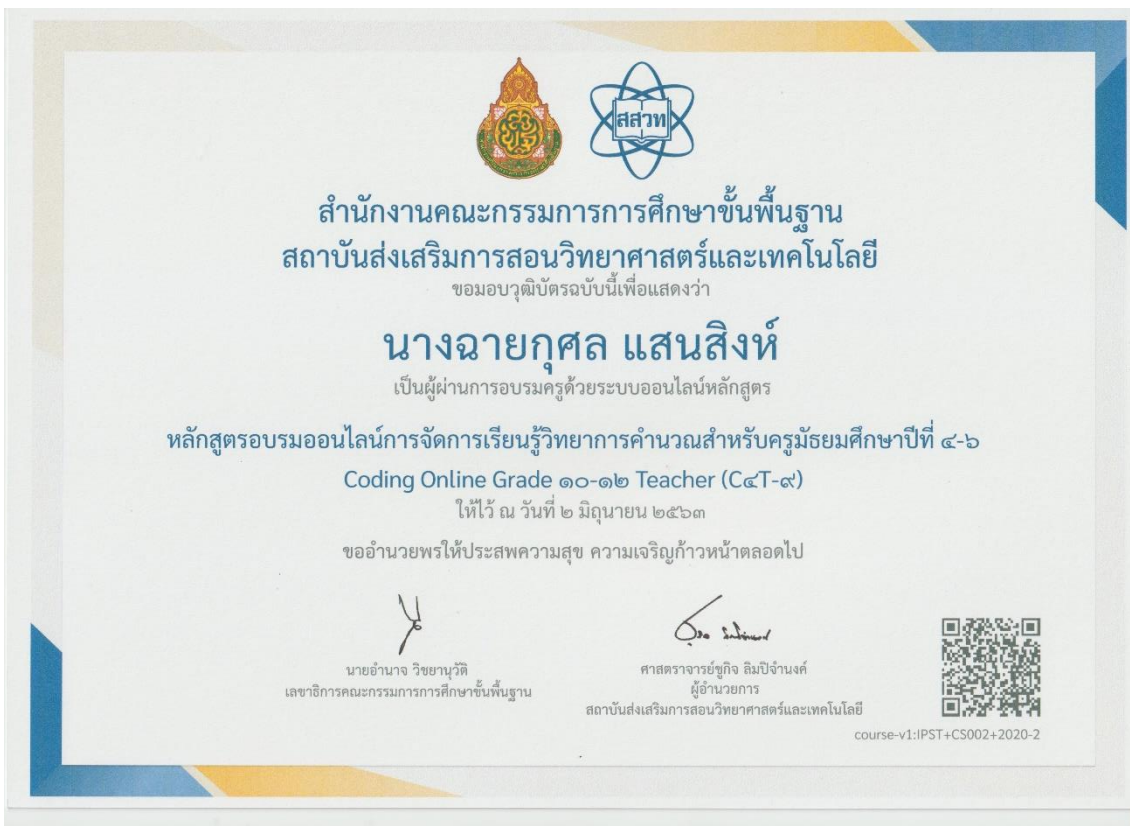 สสวท
สำนักงานคณะกรรมการการศึกษาขั้นพื้นฐาน
สถาบันส่งเสริมการสอนวิทยาศาสตร์และเทคโนโลยี
ขอมอบวุฒิบัตรฉบับนี้เพื่อแสดงว่า
นางฉายกุศล แสนสิงห์
เป็นผู้ผ่านการอบรมครูด้วยระบบออนไลน์หลักสูตร
หลักสูตรอบรมออนไลน์การจัดการเรียนรู้วิทยาการคำนวณสำหรับครูมัธยมศึกษาปีที่ ๔-๖
Coding Online Grade ๑๐-๑๒ Teacher (C๔T-๙)
ให้ไว้ ณ วันที่ ๒ มิถุนายน ๒๕๖๓
ขออำนวยพรให้ประสพความสุข ความเจริญก้าวหน้าตลอดไป
นายอำนาจ วิชยานุวัติ
เลขาธิการคณะกรรมการการศึกษาขั้นพื้นฐาน
ศาสตราจารย์ชูกิจ ลิมปิจำนงค์
ผู้อำนวยการ
สถาบันส่งเสริมการสอนวิทยาศาสตร์และเทคโนโลยี
course-v1:IPST+CS002+2020-2